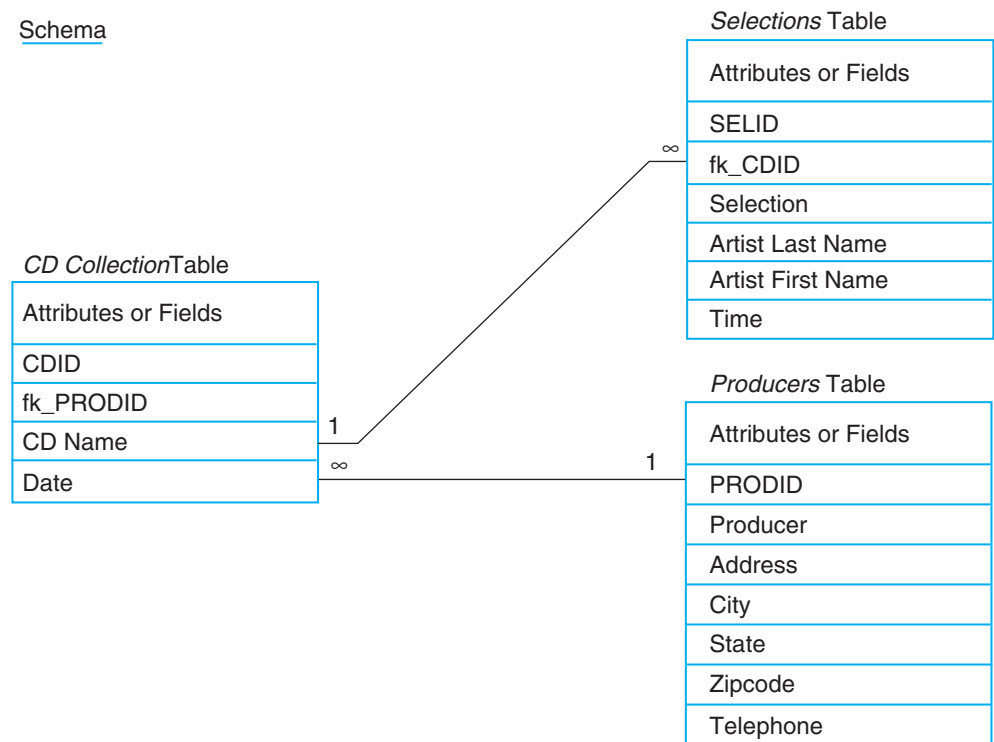 Schema
Selections Table
Attributes or Fields
SELID
fk_CDID
Selection
Artist Last Name
Artist First Name
Time
∞
CD CollectionTable
Attributes or Fields
CDID
fk_PRODID
CD Name
Date
1
∞
1
Producers Table
Attributes or Fields
PRODID
Producer
Address
City
State
Zipcode
Telephone